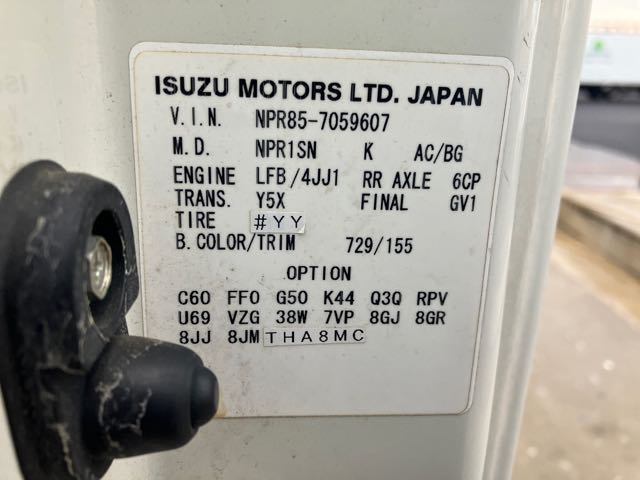 ISUZU MOTORS LTD. JAPAN
V.I.N. NPR85-7059607
M.D. NPR1SN K AC/BG
ENGINE LFB/4JJ1 RR AXLE 6CP
TRANS. Y5X FINAL GV1
TIRE #YY
B.COLOR/TRIM 729/155
OPTION
C60 FF0 G50 K44 Q3Q RPV
U69 VZG 38W 7VP 8GJ 8GR
8JJ 8JM THA8MC